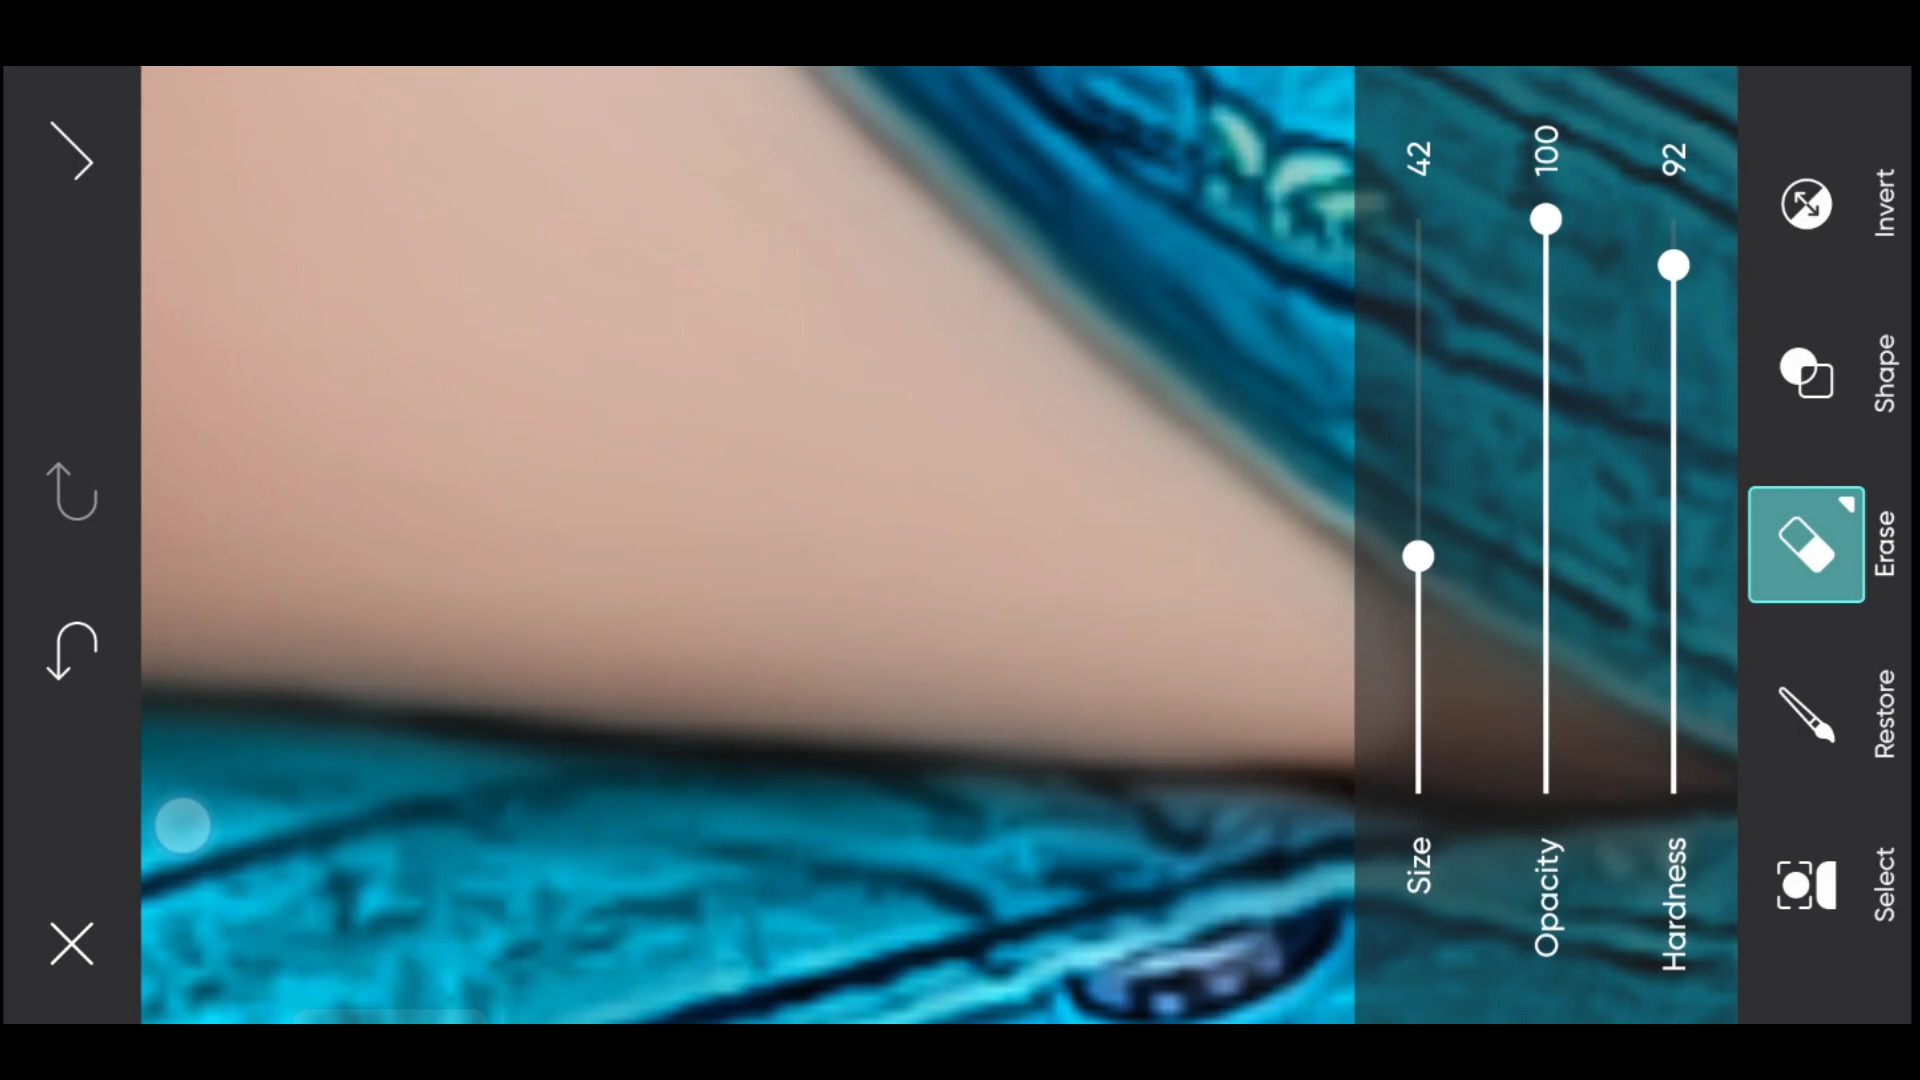 Size 42
Opacity 100
Hardness 92
Select
Restore
Erase
Shape
Invert